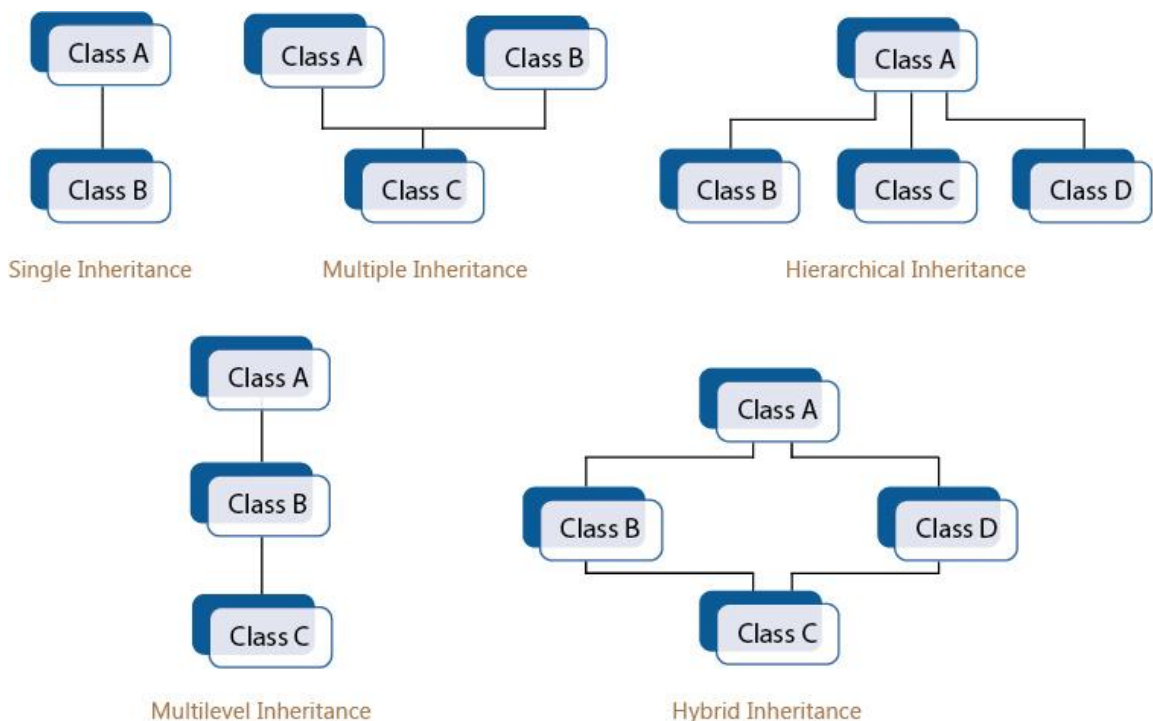 Class A
Class B
Single Inheritance
Class A
Class B
Class C
Multiple Inheritance
Class A
Class B
Class C
Class D
Hierarchical Inheritance
Class A
Class B
Class C
Multilevel Inheritance
Class A
Class B
Class D
Class C
Hybrid Inheritance